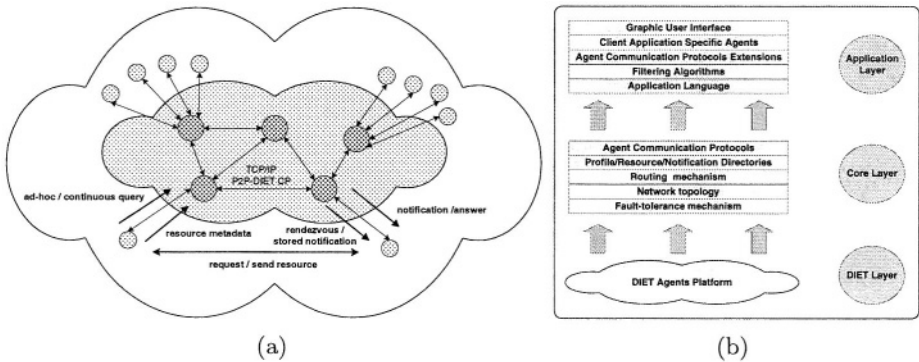 TCP/IP
P2P-DIET CP
ad-hoc / continuous query
notification /answer
resource metadata
rendezvous /
stored notification
request / send resource
(a)
Graphic User Interface
Client Application Specific Agents
Agent Communication Protocols Extensions
Filtering Algorithms
Application Language
Application
Layer
Agent Communication Protocols
Profile/Resource/Notification Directories
Routing mechanism
Network topology
Fault-tolerance mechanism
Core Layer
DIET Agents Platform
DIET Layer
(b)